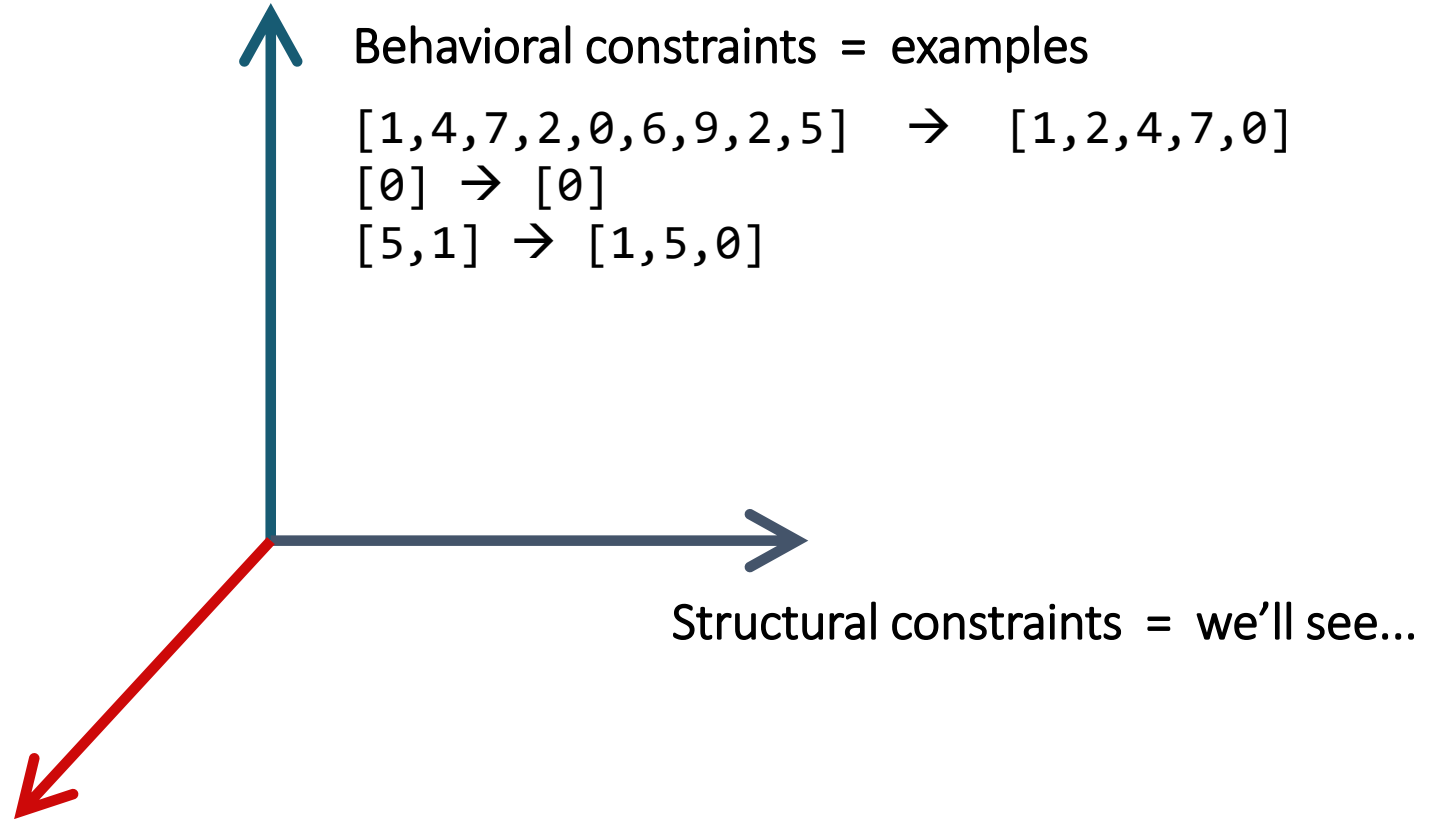 Behavioral constraints = examples
[1,4,7,2,0,6,9,2,5] → [1,2,4,7,0]
[0] → [0]
[5,1] → [1,5,0]
Structural constraints = we’ll see...